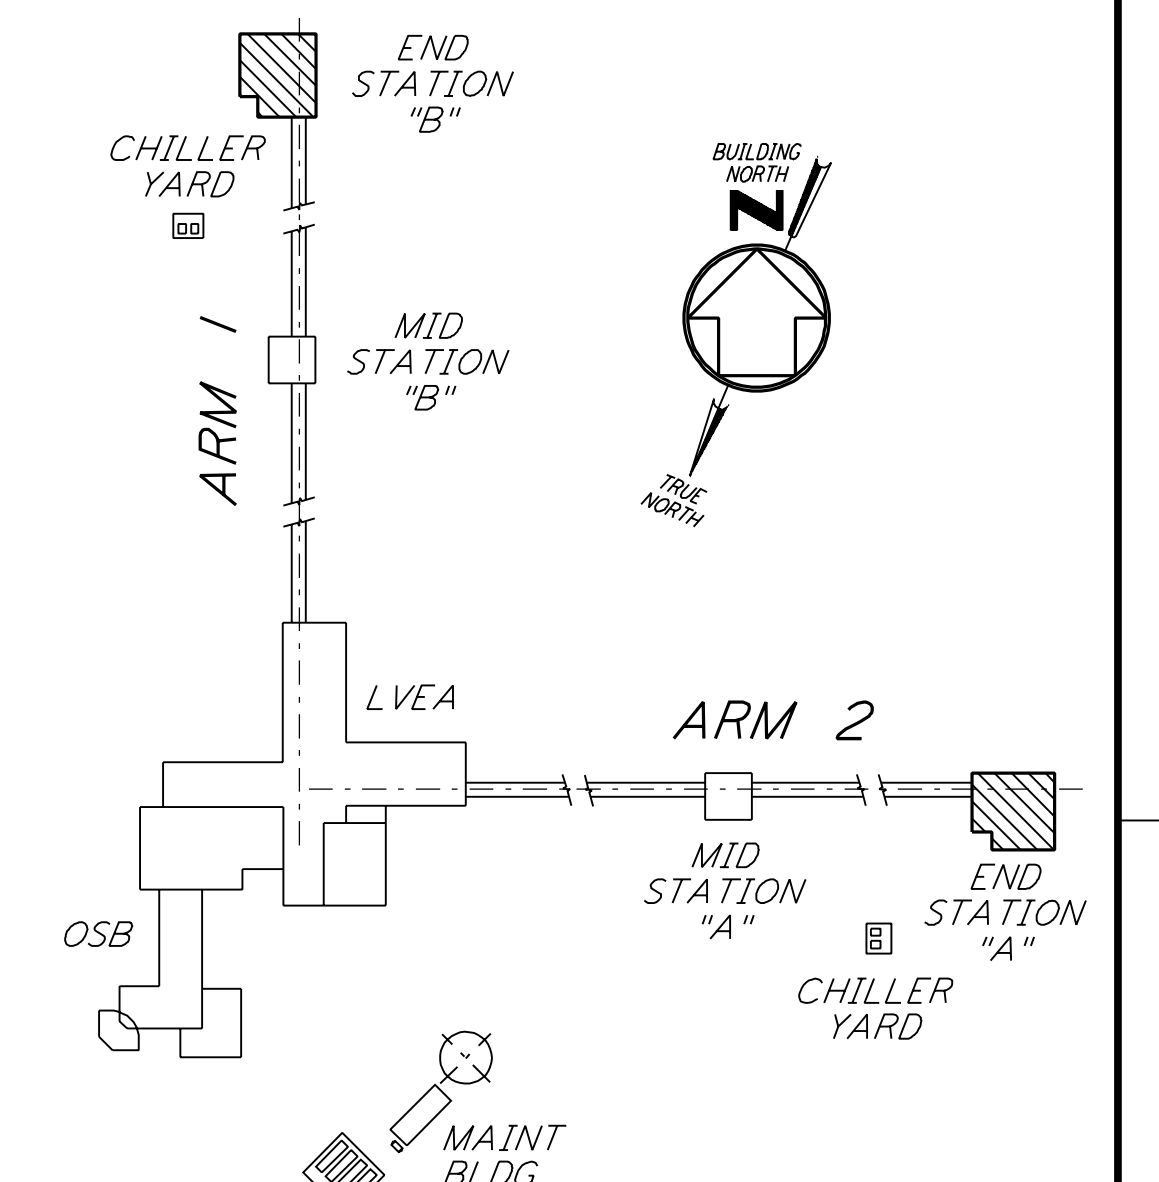 END
STATION
"B"
CHILLER
YARD
BUILDING
NORTH
N
MID
STATION
"B"
ARM 1
TRUE
NORTH
LVEA
ARM 2
MID
STATION
"A"
END
STATION
"A"
OSB
CHILLER
YARD
MAINT
BLDG